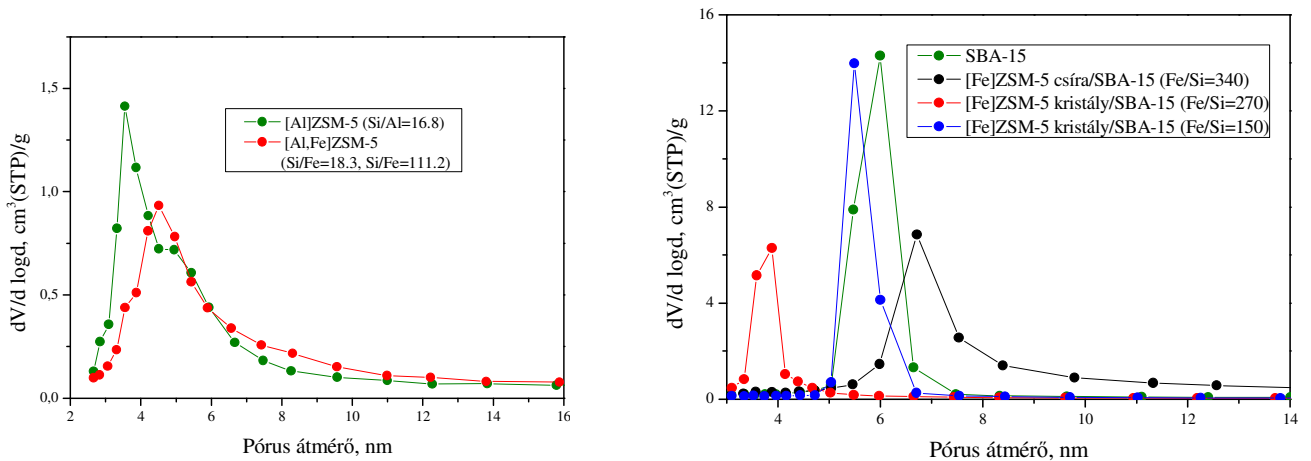 1,5
1,0
0,5
0,0
2 4 6 8 10 12 14 16
dV/d logd, cm³(STP)/g
Pórus átmérő, nm
[Al]ZSM-5 (Si/Al=16.8)
[Al,Fe]ZSM-5
(Si/Fe=18.3, Si/Fe=111.2)
16
12
8
4
0
4 6 8 10 12 14
dV/d logd, cm³(STP)/g
Pórus átmérő, nm
SBA-15
[Fe]ZSM-5 csíra/SBA-15 (Fe/Si=340)
[Fe]ZSM-5 kristály/SBA-15 (Fe/Si=270)
[Fe]ZSM-5 kristály/SBA-15 (Fe/Si=150)